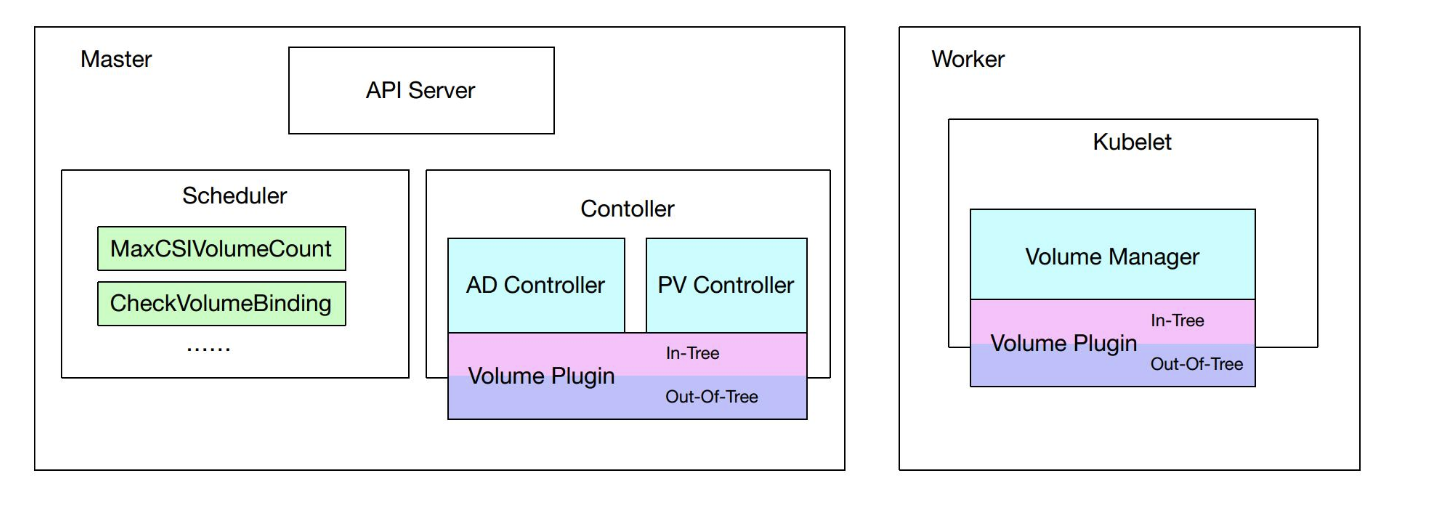 Master
API Server
Scheduler
MaxCSIVolumeCount
CheckVolumeBinding
......
Contoller
AD Controller
PV Controller
Volume Plugin
In-Tree
Out-Of-Tree
Worker
Kubelet
Volume Manager
Volume Plugin
In-Tree
Out-Of-Tree